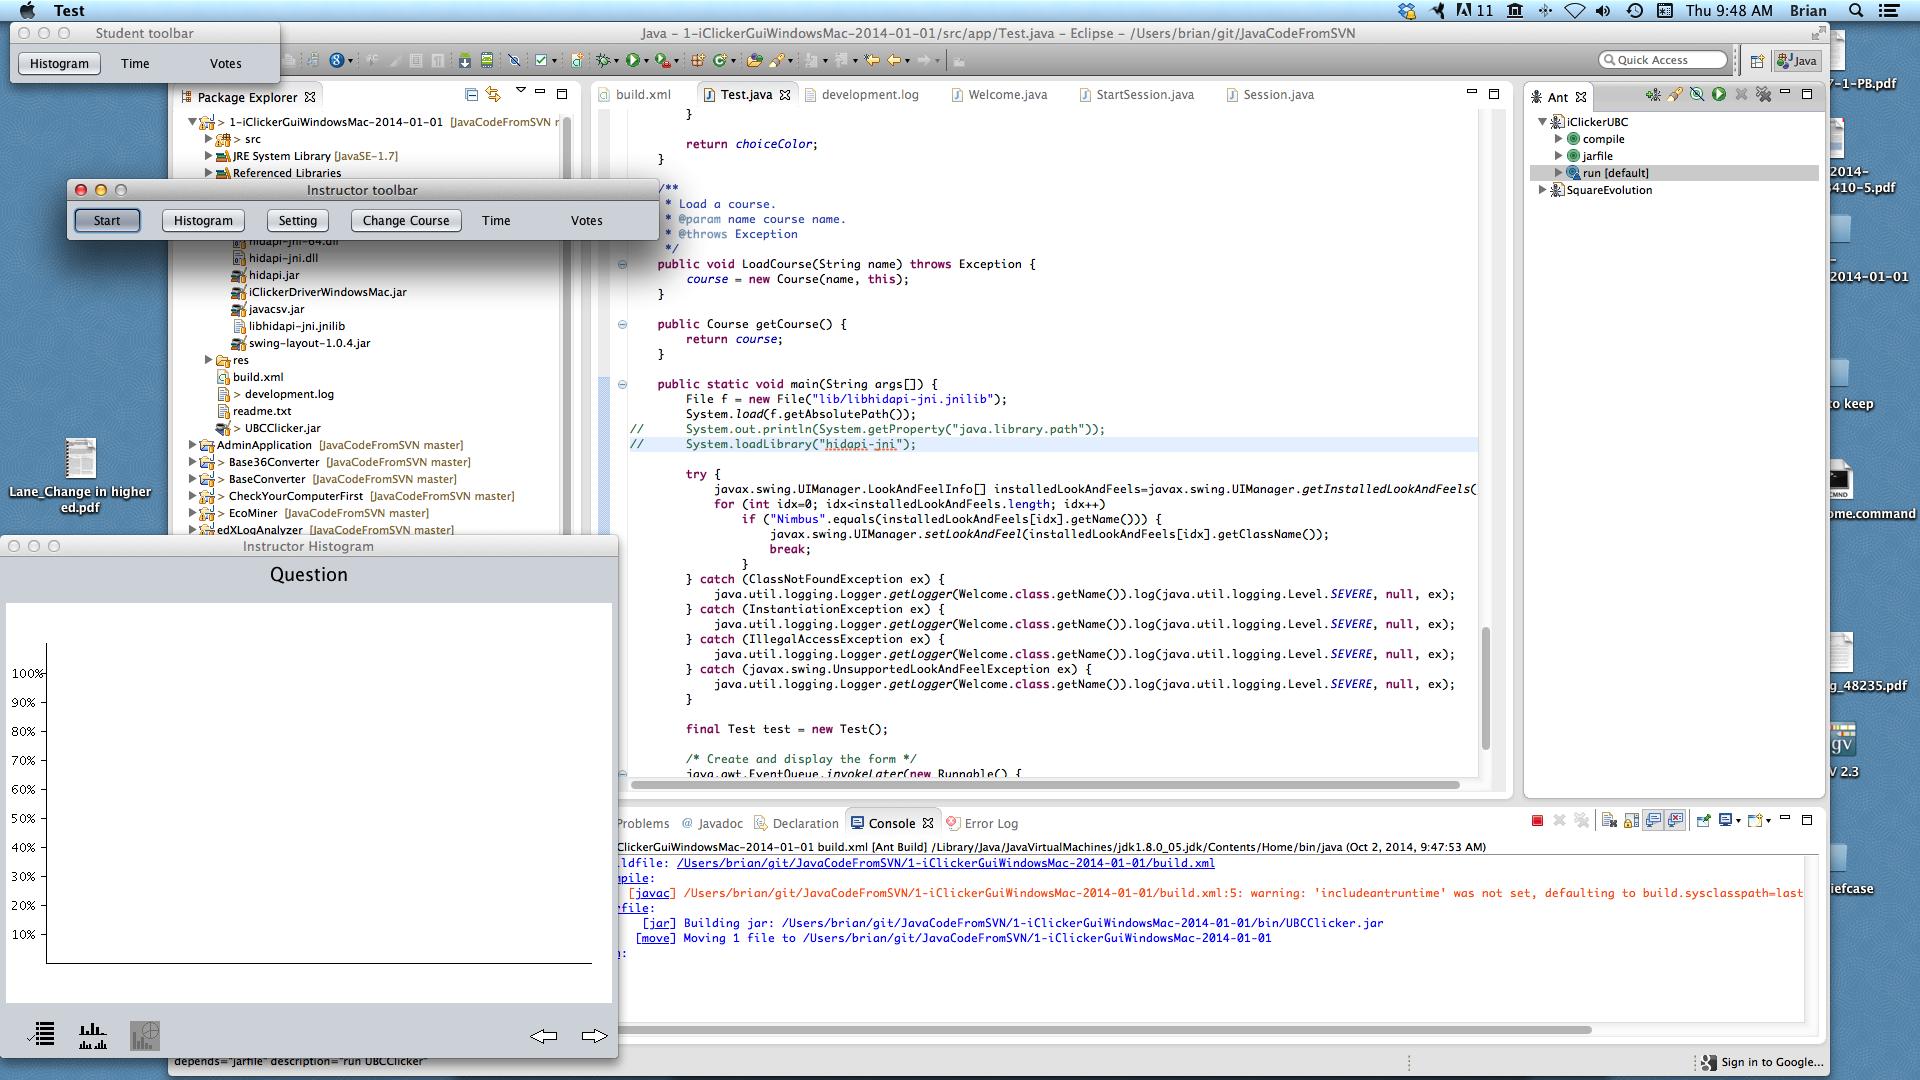 Test
11
Thu 9:48 AM Brian
Student toolbar
Histogram Time Votes
Java - 1-iClickerGuiWindowsMac-2014-01-01/src/app/Test.java - Eclipse - /Users/brian/git/JavaCodeFromSVN
Quick Access
Java
Package Explorer
> 1-iClickerGuiWindowsMac-2014-01-01 [JavaCodeFromSVN r
> src
JRE System Library [JavaSE-1.7]
Referenced Libraries
Instructor toolbar
Start Histogram Setting Change Course Time Votes
hidapi-jni-64.dll
hidapi-jni.dll
hidapi.jar
iClickerDriverWindowsMac.jar
javacsv.jar
libhidapi-jni.jnilib
swing-layout-1.0.4.jar
res
build.xml
> development.log
readme.txt
> UBCClicker.jar
AdminApplication [JavaCodeFromSVN master]
> Base36Converter [JavaCodeFromSVN master]
> BaseConverter [JavaCodeFromSVN master]
> CheckYourComputerFirst [JavaCodeFromSVN master]
> EcoMiner [JavaCodeFromSVN master]
edXLogAnalyzer [JavaCodeFromSVN master]
build.xml Test.java development.log Welcome.java StartSession.java Session.java
}
return choiceColor;
}
/**
* Load a course.
* @param name course name.
* @throws Exception
*/
public void LoadCourse(String name) throws Exception {
course = new Course(name, this);
}
public Course getCourse() {
return course;
}
public static void main(String args[]) {
File f = new File("lib/libhidapi-jni.jnilib");
System.load(f.getAbsolutePath());
// System.out.println(System.getProperty("java.library.path"));
// System.loadLibrary("hidapi-jni");
try {
javax.swing.UIManager.LookAndFeelInfo[] installedLookAndFeels=javax.swing.UIManager.getInstalledLookAndFeels(
for (int idx=0; idx<installedLookAndFeels.length; idx++)
if ("Nimbus".equals(installedLookAndFeels[idx].getName())) {
javax.swing.UIManager.setLookAndFeel(installedLookAndFeels[idx].getClassName());
break;
}
} catch (ClassNotFoundException ex) {
java.util.logging.Logger.getLogger(Welcome.class.getName()).log(java.util.logging.Level.SEVERE, null, ex);
} catch (InstantiationException ex) {
java.util.logging.Logger.getLogger(Welcome.class.getName()).log(java.util.logging.Level.SEVERE, null, ex);
} catch (IllegalAccessException ex) {
java.util.logging.Logger.getLogger(Welcome.class.getName()).log(java.util.logging.Level.SEVERE, null, ex);
} catch (javax.swing.UnsupportedLookAndFeelException ex) {
java.util.logging.Logger.getLogger(Welcome.class.getName()).log(java.util.logging.Level.SEVERE, null, ex);
}
final Test test = new Test();
/* Create and display the form */
java.awt.EventQueue.invokeLater(new Runnable() {
Ant
iClickerUBC
compile
jarfile
run [default]
SquareEvolution
7-1-PB.pdf
2014-
3410-5.pdf
-
2014-01-01
to keep
CMND
ome.command
g_48235.pdf
gv
V 2.3
iefcase
Lane_Change in higher
ed.pdf
Instructor Histogram
Question
100%
90%
80%
70%
60%
50%
40%
30%
20%
10%
Problems @ Javadoc Declaration Console Error Log
ClickerGuiWindowsMac-2014-01-01 build.xml [Ant Build] /Library/Java/JavaVirtualMachines/jdk1.8.0_05.jdk/Contents/Home/bin/java (Oct 2, 2014, 9:47:53 AM)
ldfile: /Users/brian/git/JavaCodeFromSVN/1-iClickerGuiWindowsMac-2014-01-01/build.xml
mpile:
[javac] /Users/brian/git/JavaCodeFromSVN/1-iClickerGuiWindowsMac-2014-01-01/build.xml:5: warning: 'includeantruntime' was not set, defaulting to build.sysclasspath=last
rfile:
[jar] Building jar: /Users/brian/git/JavaCodeFromSVN/1-iClickerGuiWindowsMac-2014-01-01/bin/UBCClicker.jar
[move] Moving 1 file to /Users/brian/git/JavaCodeFromSVN/1-iClickerGuiWindowsMac-2014-01-01
n:
depends="jarfile" description="run UBCClicker"
Sign in to Google...